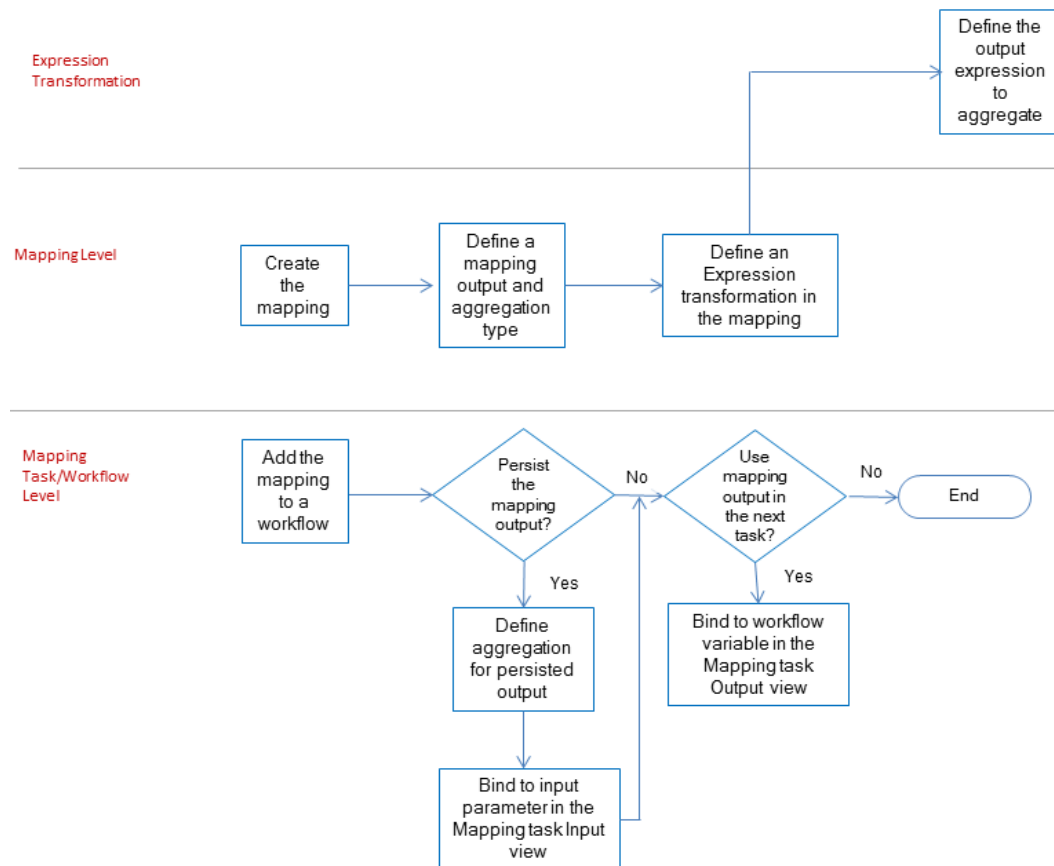 Expression
Transformation
Define the
output
expression
to
aggregate
Mapping Level
Create
the
mapping
Define a
mapping
output and
aggregation
type
Define an
Expression
transformation in
the mapping
Mapping
Task/Workflow
Level
Add the
mapping
to a
workflow
Persist
the
mapping
output?
No
Use
mapping
output in
the next
task?
No
End
Yes
Yes
Define
aggregation
for persisted
output
Bind to workflow
variable in the
Mapping task
Output view
Bind to input
parameter in the
Mapping task Input
view